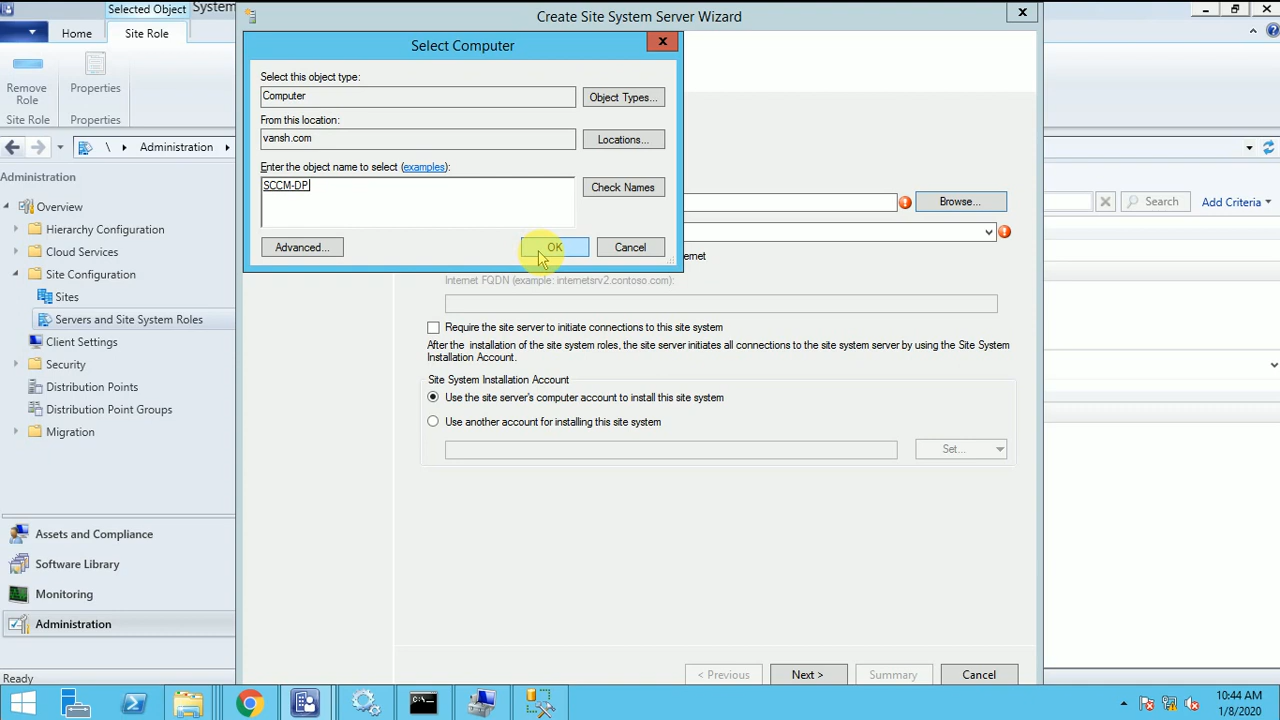 Selected Object
System
Create Site System Server Wizard
Home
Site Role
Select Computer
Select this object type:
Computer
Object Types...
Remove
Role
Properties
From this location:
Site Role
Properties
vansh.com
Locations...
\
Administration
Enter the object name to select (examples):
Administration
SCCM-DP
Check Names
Browse...
Search
Add Criteria
Overview
Hierarchy Configuration
Advanced...
OK
Cancel
Cloud Services
Site Configuration
Internet FQDN (example: internetsrv2.contoso.com):
Sites
Servers and Site System Roles
Require the site server to initiate connections to this site system
Client Settings
After the installation of the site system roles, the site server initiates all connections to the site system server by using the Site System
Installation Account.
Security
Distribution Points
Site System Installation Account
Use the site server's computer account to install this site system
Distribution Point Groups
Use another account for installing this site system
Migration
Set...
Assets and Compliance
Software Library
Monitoring
Administration
Ready
< Previous
Next >
Summary
Cancel
10:44 AM
1/8/2020